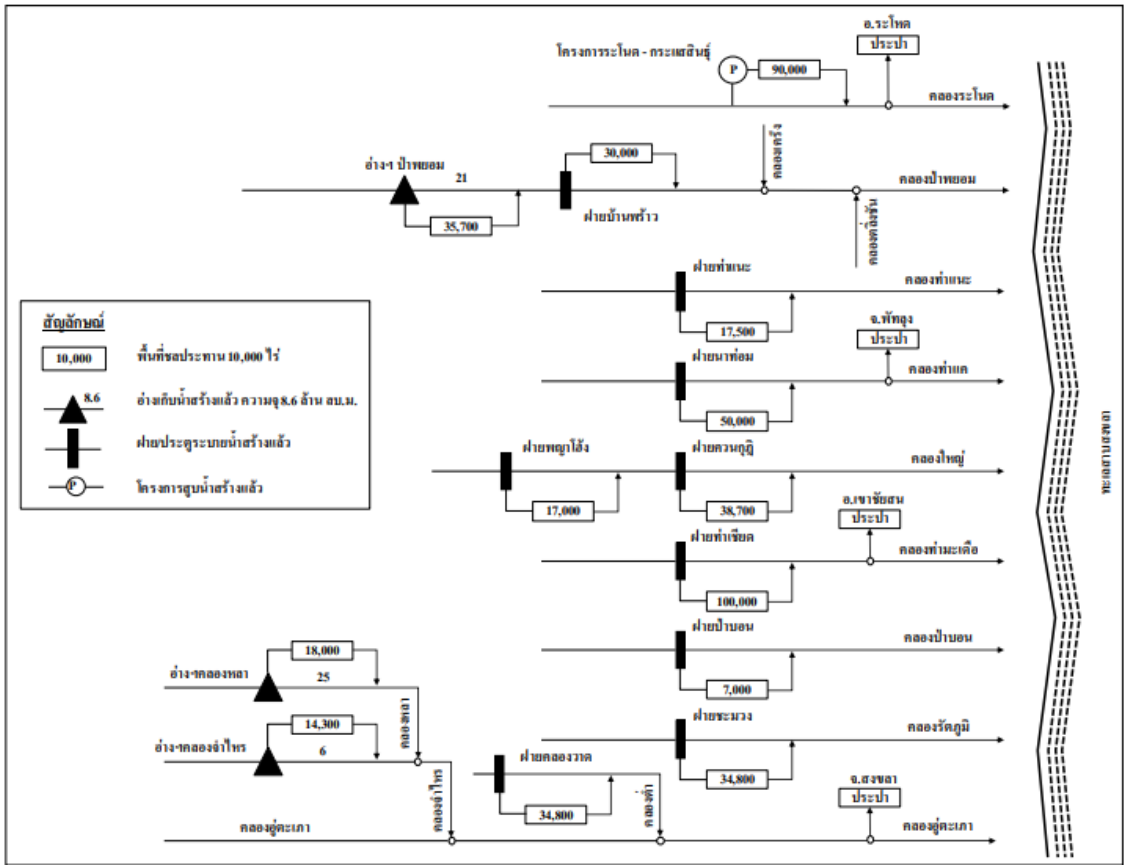 อ.ระโหด
ประปา
โครงการระโนด - กระแสสินธุ์
P
90,000
คลองระโนด
30,000
คลองเคร็ง
อ่างฯ ป่าพยอม
21
คลองป่าพยอม
35,700
ฝ่ายบ้านพร้าว
คลองตลิ่งชัน
ฝ่ายท่าแนะ
คลองท่าแนะ
17,500
จ.พัทลุง
ประปา
สัญลักษณ์
10,000
พื้นที่ชลประทาน 10,000 ไร่
8.6
อ่างเก็บน้ำสร้างแล้ว ความจุ 8.6 ล้าน ลบ.ม.
ฝ่าย/ประตูระบายน้ำสร้างแล้ว
P
โครงการสูบน้ำสร้างแล้ว
ฝ่ายนาท่อม
คลองท่าแค
50,000
ฝ่ายพญาโฮ้ง
ฝ่ายควนกุฎิ
คลองใหญ่
17,000
38,700
ทะเลสาบสงขลา
อ.เขาชัยสน
ประปา
ฝ่ายท่าเชียด
คลองท่ามะเดื่อ
100,000
ฝ่ายป่าบอน
คลองป่าบอน
7,000
18,000
อ่างฯคลองหลา
25
คลองหลา
14,300
อ่างฯคลองจำไหร
6
ฝ่ายชะมวง
คลองรัตภูมิ
34,800
ฝ่ายคลองวาด
34,800
คลองจำไหร
คลองต่ำ
จ.สงขลา
ประปา
คลองอู่ตะเภา
คลองอู่ตะเภา